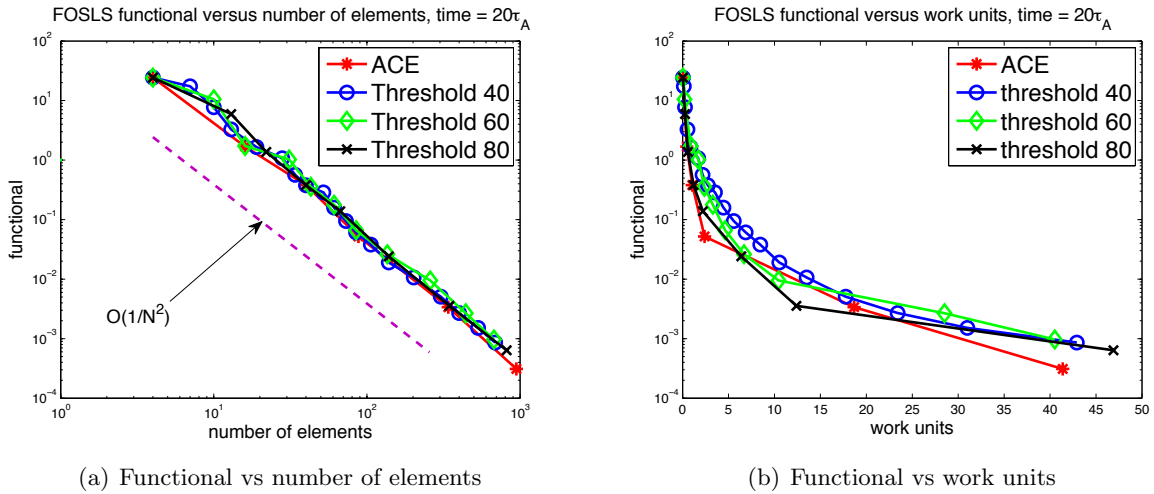 FOSLS functional versus number of elements, time = 20τ_A
10^2
10^1
10^0
10^-1
10^-2
10^-3
10^-4
functional
ACE
Threshold 40
Threshold 60
Threshold 80
O(1/N^2)
10^0
10^1
10^2
10^3
number of elements
(a) Functional vs number of elements
FOSLS functional versus work units, time = 20τ_A
10^2
10^1
10^0
10^-1
10^-2
10^-3
10^-4
functional
ACE
threshold 40
threshold 60
threshold 80
0 5 10 15 20 25 30 35 40 45 50
work units
(b) Functional vs work units